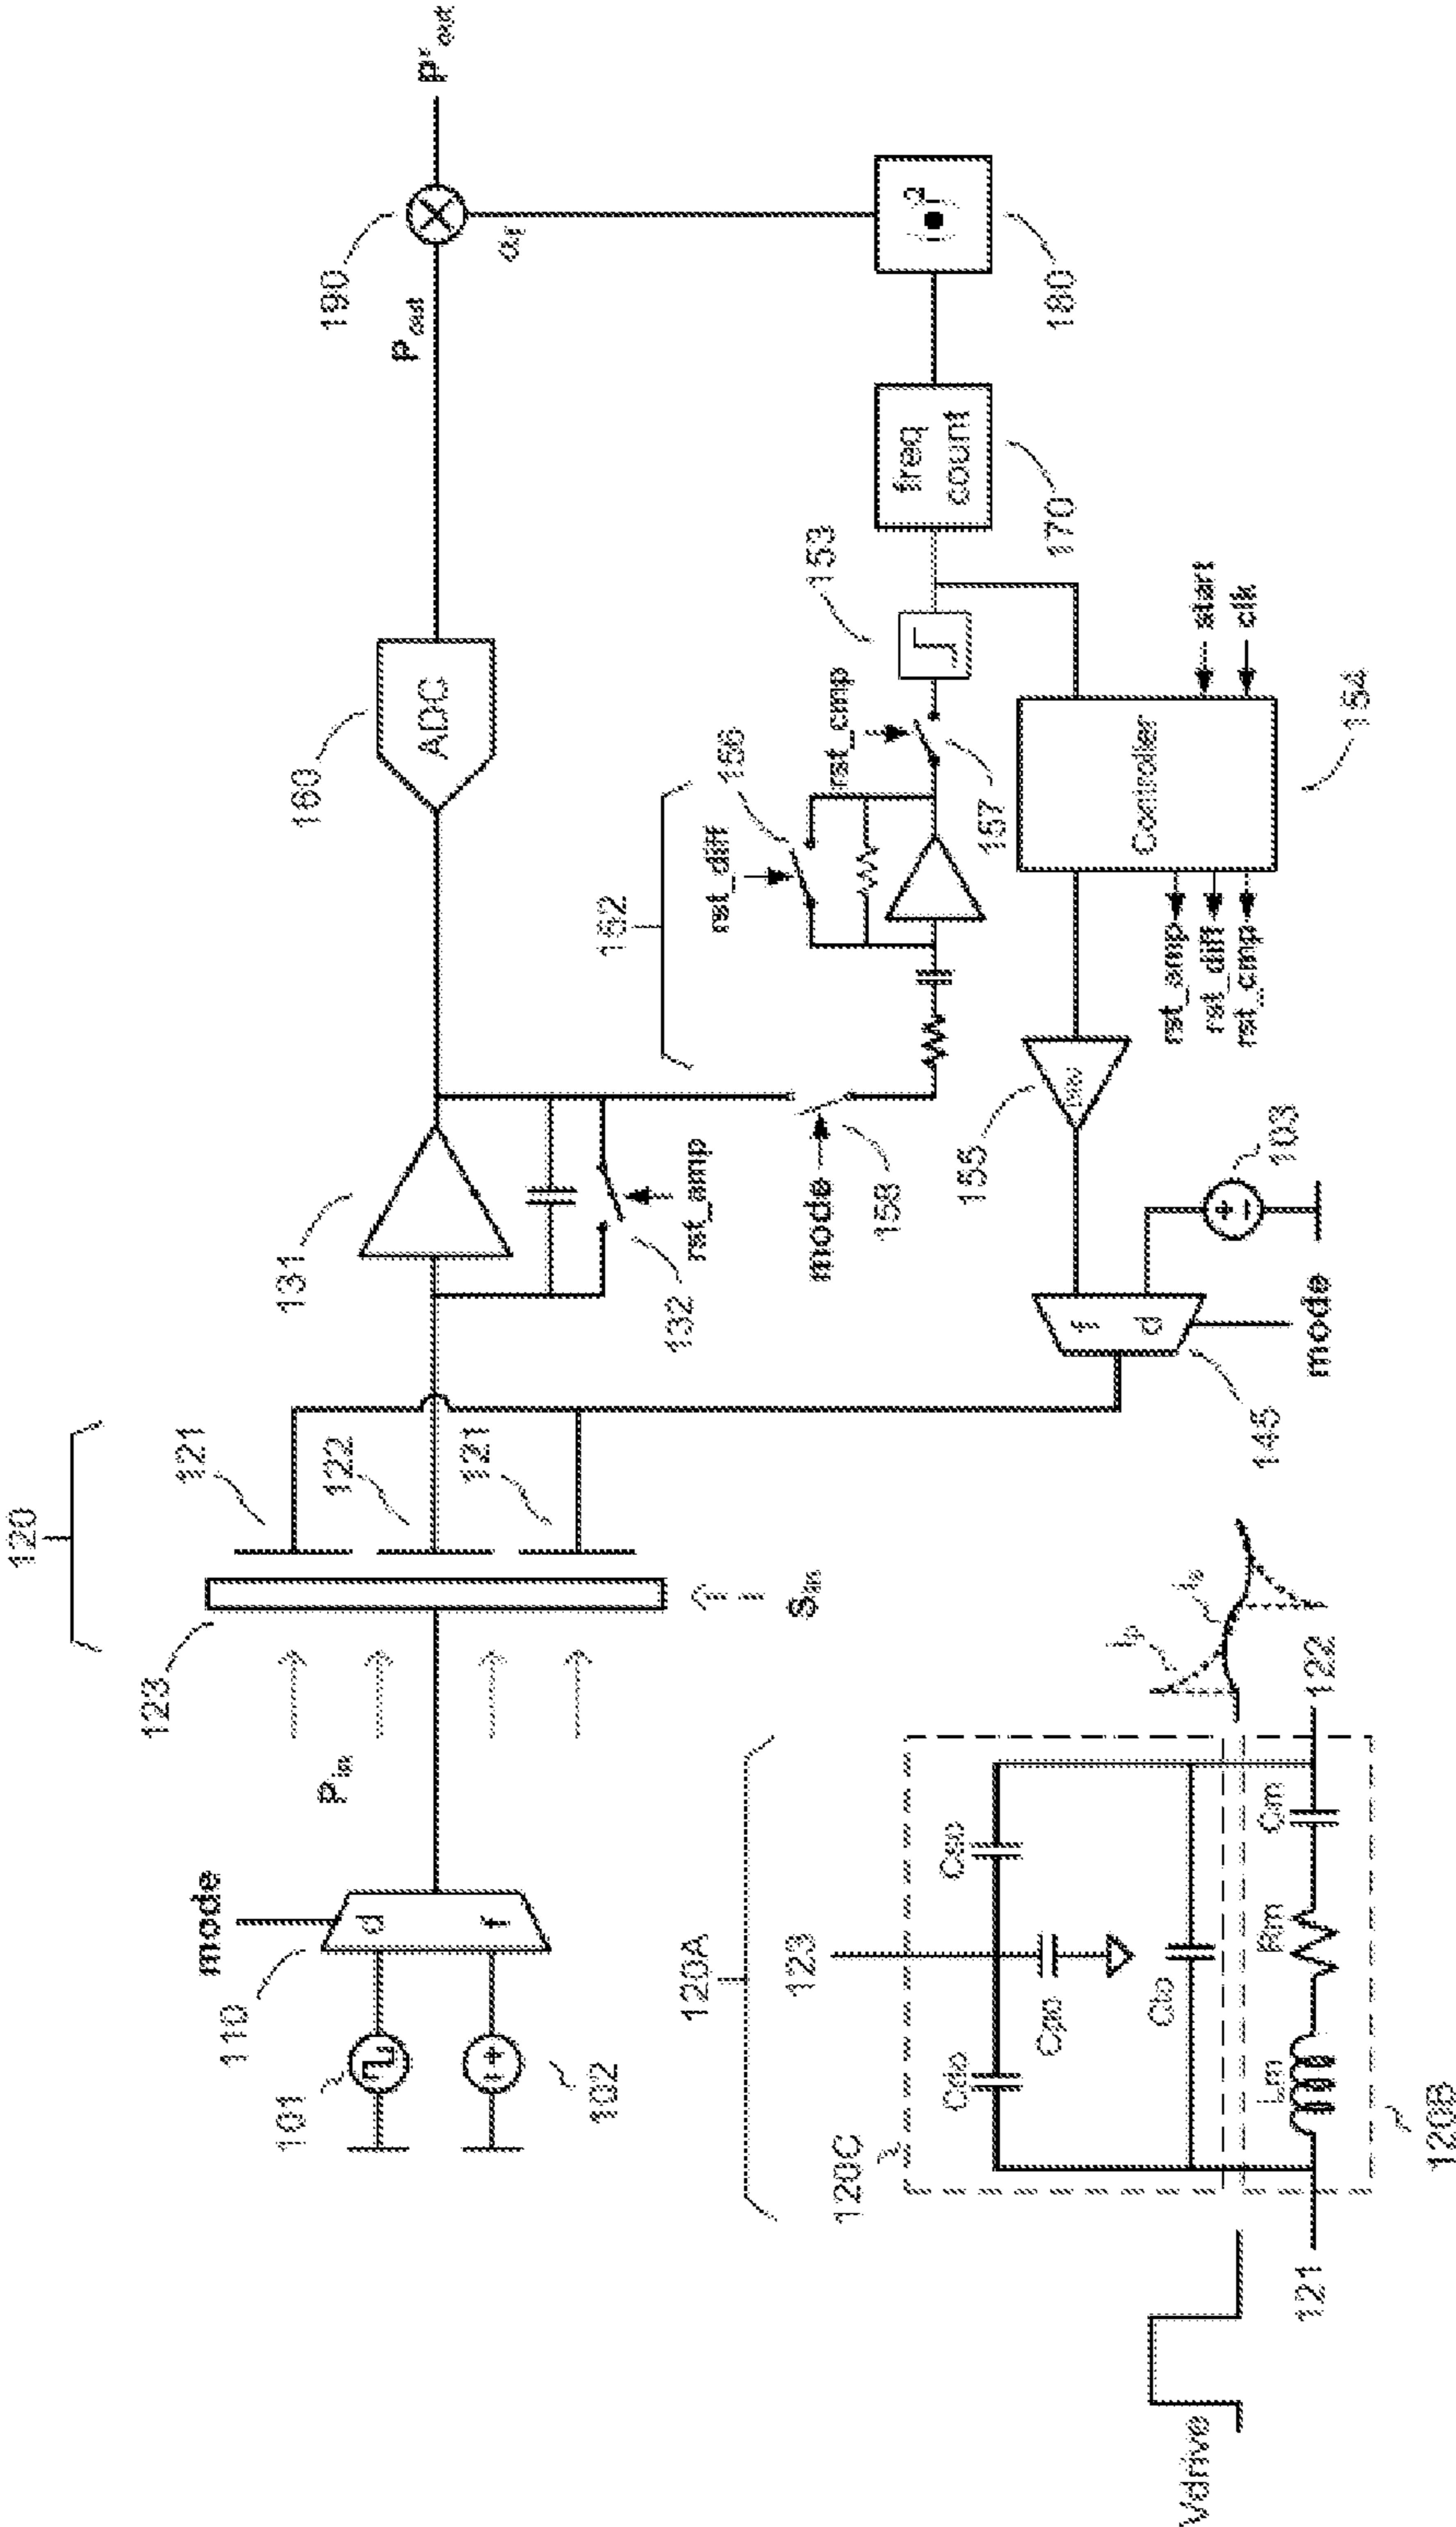 120
190
P'out
131
160
ADC
Pout
αf
mode
110
101
d
f
102
Pin
123
121
122
121
Sin
132
rst_amp
mode
158
152
rst_diff
156
rst_cmp
157
153
freq
count
170
(•)²
180
155
Controller
154
start
clk
rst_amp
rst_diff
rst_cmp
f
d
mode
145
103
120A
123
120C
Cdo
Cso
Cpo
Cto
Lm
Rm
Cm
120B
121
122
Vdrive
ip
is